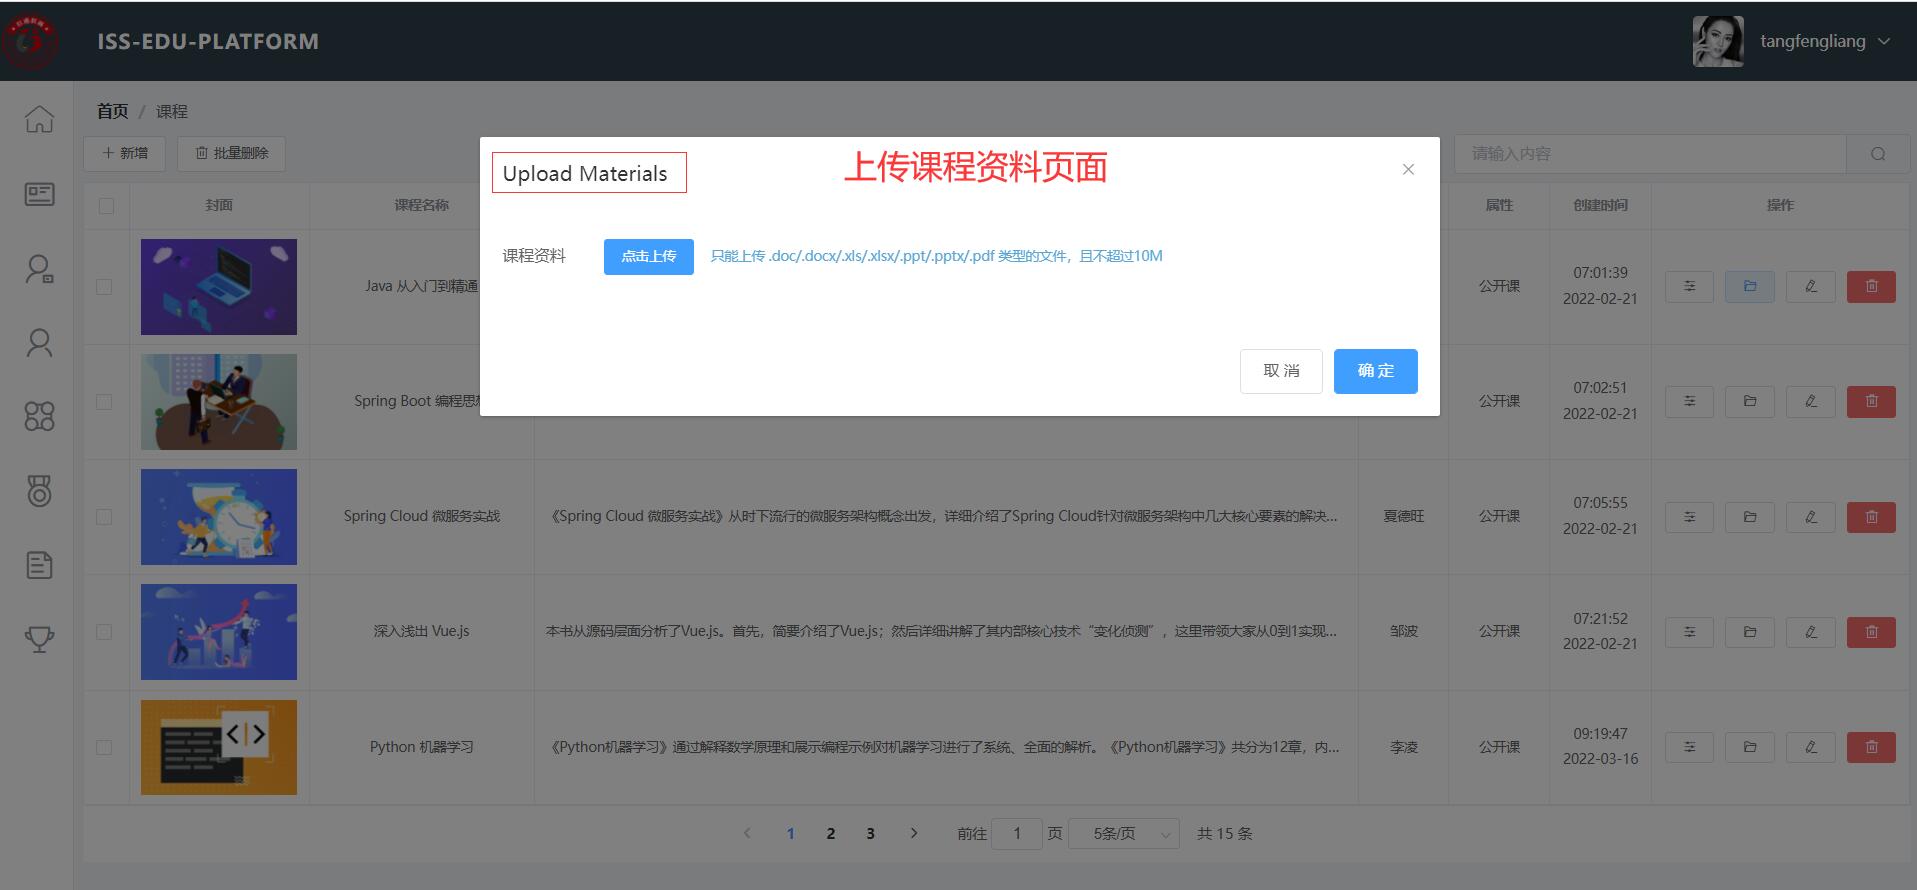 ISS-EDU-PLATFORM
tangfengliang
首页 / 课程
新增 批量删除
请输入内容
Upload Materials
上传课程资料页面
课程资料 点击上传 只能上传 .doc/.docx/.xls/.xlsx/.ppt/.pptx/.pdf 类型的文件，且不超过10M
取 消 确 定
封面 课程名称 属性 创建时间 操作
Java 从入门到精通 公开课 07:01:39
2022-02-21
Spring Boot 编程思 公开课 07:02:51
2022-02-21
Spring Cloud 微服务实战 《Spring Cloud 微服务实战》从时下流行的微服务架构概念出发，详细介绍了Spring Cloud针对微服务架构中几大核心要素的解决... 夏德旺 公开课 07:05:55
2022-02-21
深入浅出 Vue.js 本书从源码层面分析了Vue.js。首先，简要介绍了Vue.js；然后详细讲解了其内部核心技术“变化侦测”，这里带领大家从0到1实现... 邹波 公开课 07:21:52
2022-02-21
Python 机器学习 《Python机器学习》通过解释数学原理和展示编程示例对机器学习进行了系统、全面的解析。《Python机器学习》共分为12章，内... 李凌 公开课 09:19:47
2022-03-16
1 2 3 前往 1 页 5条/页 共 15 条